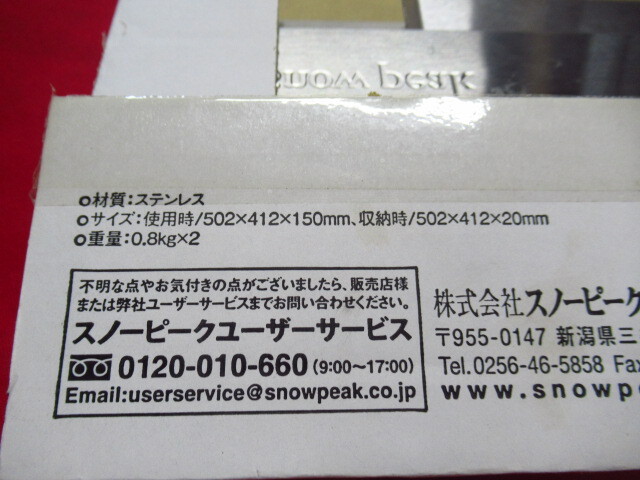 snow peak
●材質:ステンレス
●サイズ:使用時/502×412×150mm、収納時/502×412×20mm
●重量:0.8kg×2
不明な点やお気付きの点がございましたら、販売店様
または弊社ユーザーサービスまでお問い合わせください。
スノーピークユーザーサービス
0120-010-660(9:00〜17:00)
Email:userservice@snowpeak.co.jp
株式会社スノーピーク
〒955-0147 新潟県三
Tel.0256-46-5858 Fax
www.snowpe